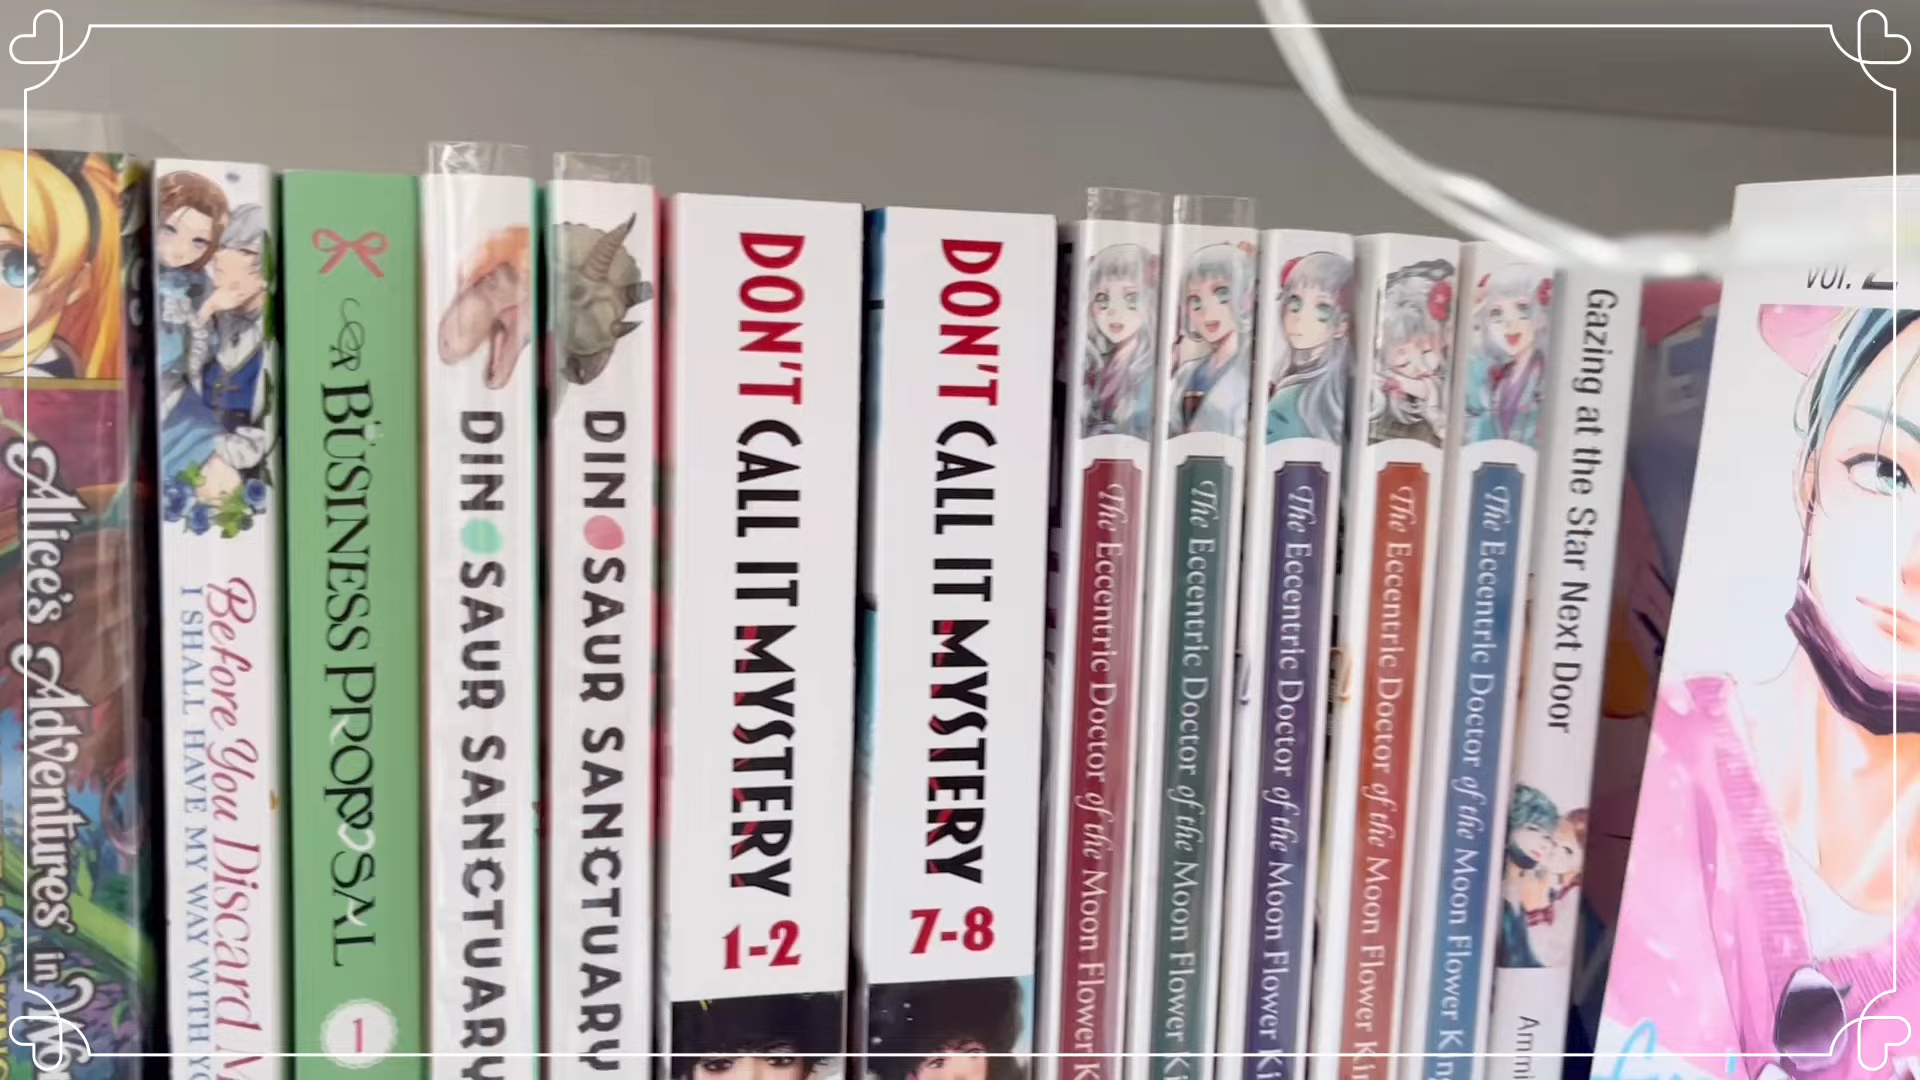 Alice's Adventures in
Before You Discard
I SHALL HAVE MY WAY WITH
A BUSINESS PROPOSAL
1
DINOSAUR SANCTUARY
DINOSAUR SANCTUARY
DON'T CALL IT MYSTERY
1-2
DON'T CALL IT MYSTERY
7-8
The Eccentric Doctor of the Moon Flower
The Eccentric Doctor of the Moon Flower
The Eccentric Doctor of the Moon Flower
The Eccentric Doctor of the Moon Flower
The Eccentric Doctor of the Moon Flower
Gazing at the Star Next Door
Ammi
VOL.